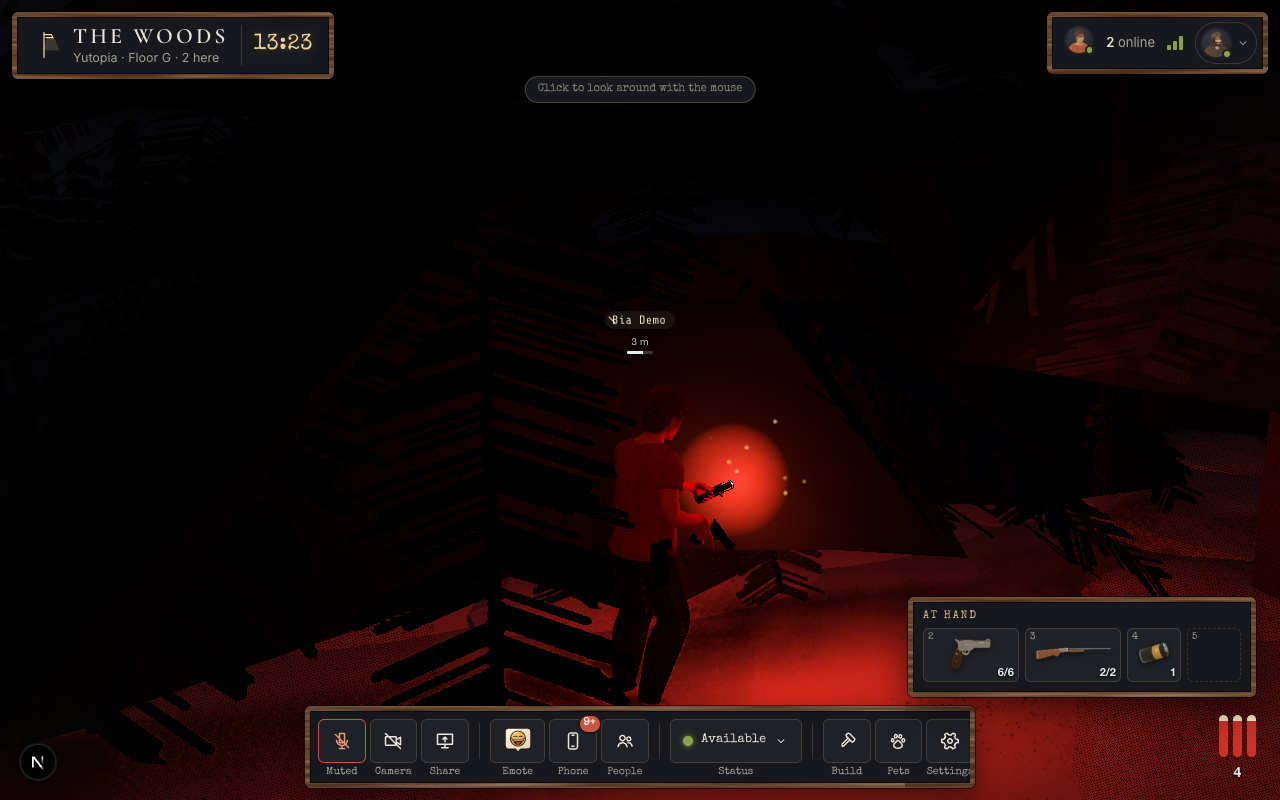 THE WOODS
Yutopia · Floor G · 2 here
13:23
2 online
Click to look around with the mouse
Bia Demo
3 m
AT HAND
2
6/6
3
2/2
4
1
5
9+
Available
Muted
Camera
Share
Emote
Phone
People
Status
Build
Pets
Setting
N
4